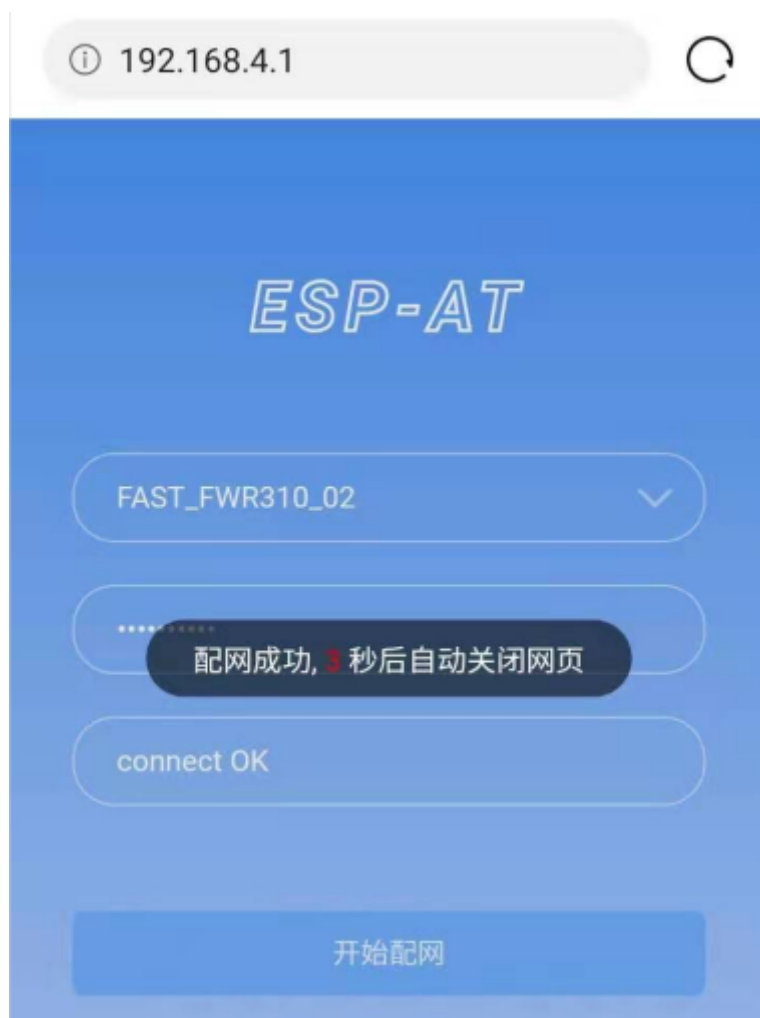 192.168.4.1
ESP-AT
FAST_FWR310_02
配网成功, 3 秒后自动关闭网页
connect OK
开始配网